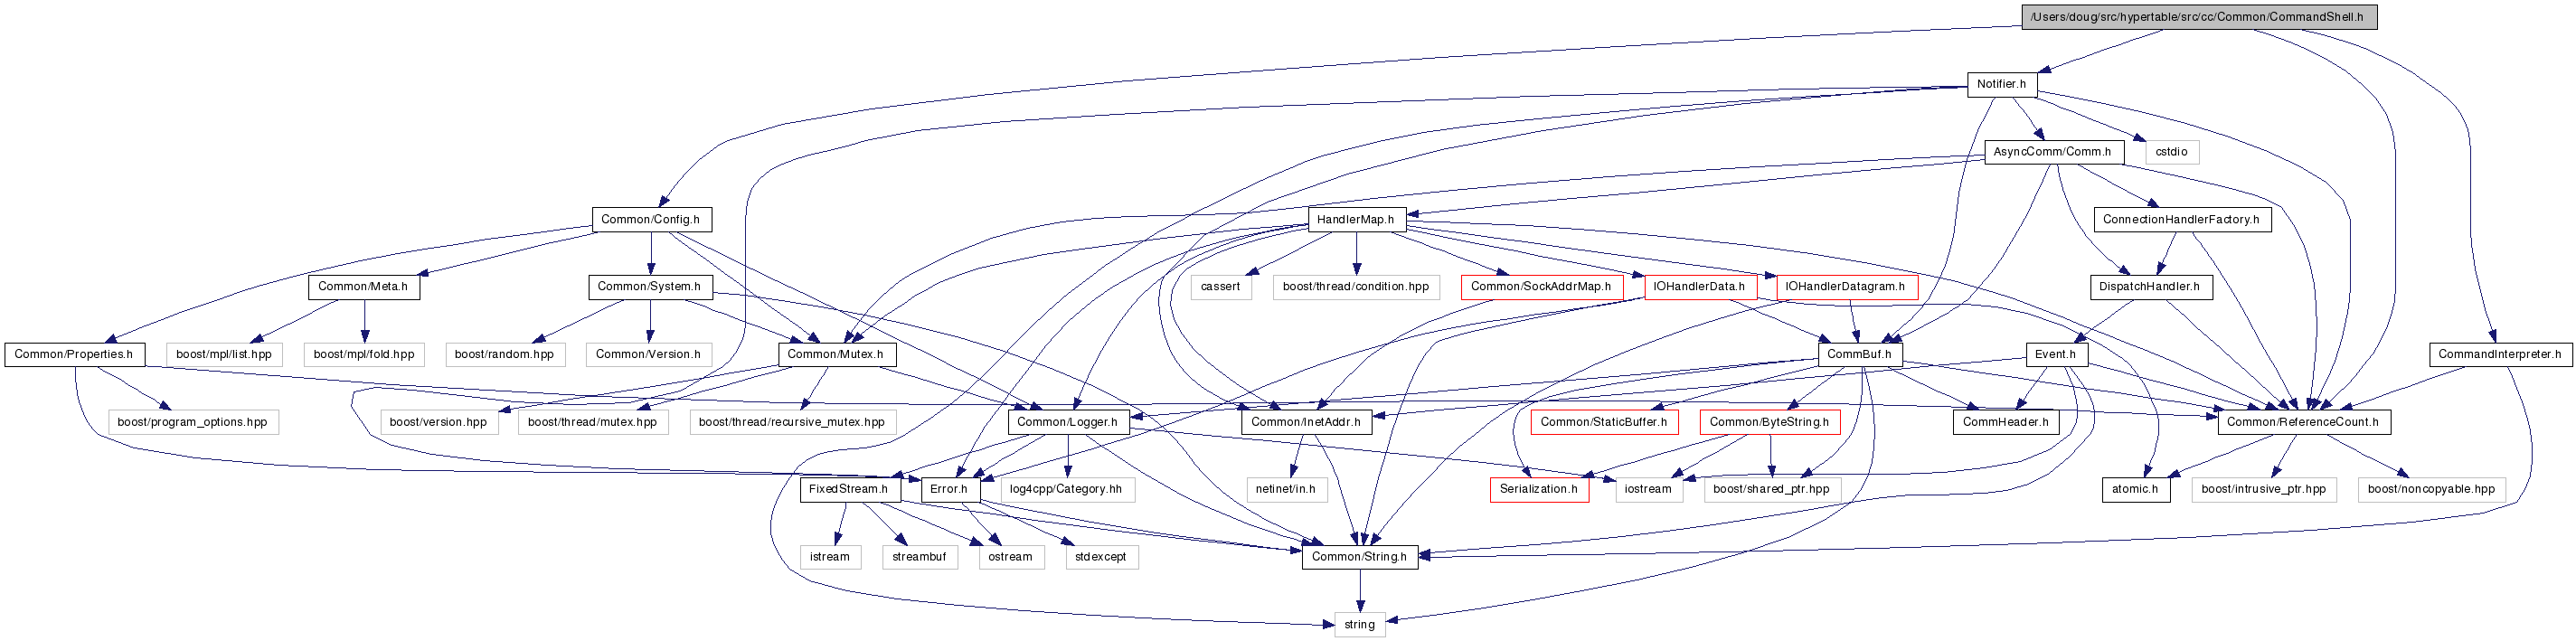 /Users/doug/src/hypertable/src/cc/Common/CommandShell.h
Notifier.h
AsyncComm/Comm.h
cstdio
Common/Config.h
HandlerMap.h
ConnectionHandlerFactory.h
Common/Meta.h
Common/System.h
cassert
boost/thread/condition.hpp
Common/SockAddrMap.h
IOHandlerData.h
IOHandlerDatagram.h
DispatchHandler.h
Common/Properties.h
boost/mpl/list.hpp
boost/mpl/fold.hpp
boost/random.hpp
Common/Version.h
Common/Mutex.h
CommBuf.h
Event.h
CommandInterpreter.h
boost/program_options.hpp
boost/version.hpp
boost/thread/mutex.hpp
boost/thread/recursive_mutex.hpp
Common/Logger.h
Common/InetAddr.h
Common/StaticBuffer.h
Common/ByteString.h
CommHeader.h
Common/ReferenceCount.h
FixedStream.h
Error.h
log4cpp/Category.hh
netinet/in.h
Serialization.h
iostream
boost/shared_ptr.hpp
atomic.h
boost/intrusive_ptr.hpp
boost/noncopyable.hpp
istream
streambuf
ostream
stdexcept
Common/String.h
string